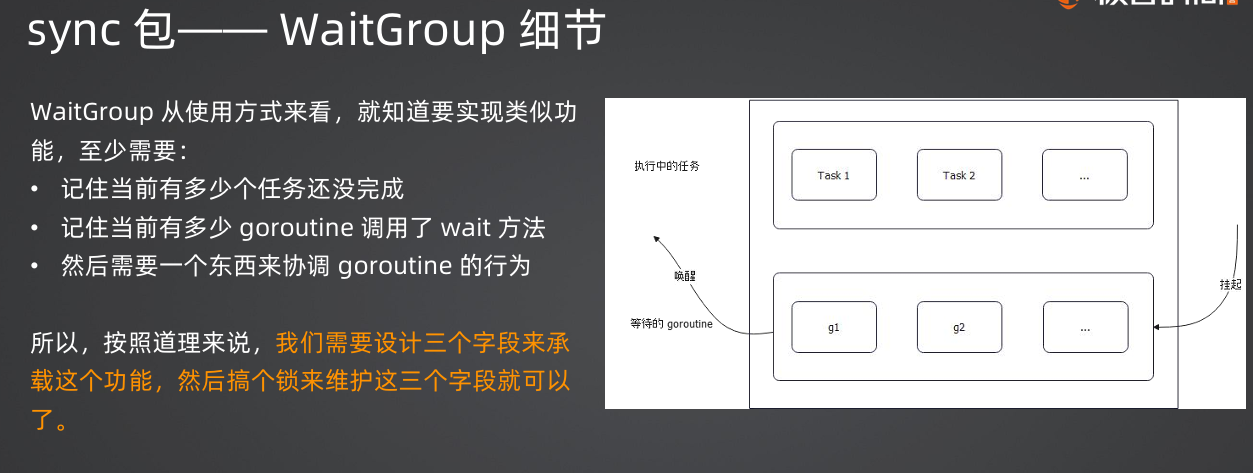 sync 包—— WaitGroup 细节
WaitGroup 从使用方式来看，就知道要实现类似功
能，至少需要：
• 记住当前有多少个任务还没完成
• 记住当前有多少 goroutine 调用了 wait 方法
• 然后需要一个东西来协调 goroutine 的行为
所以，按照道理来说，我们需要设计三个字段来承
载这个功能，然后搞个锁来维护这三个字段就可以
了。
执行中的任务
Task 1
Task 2
...
唤醒
挂起
等待的 goroutine
g1
g2
...